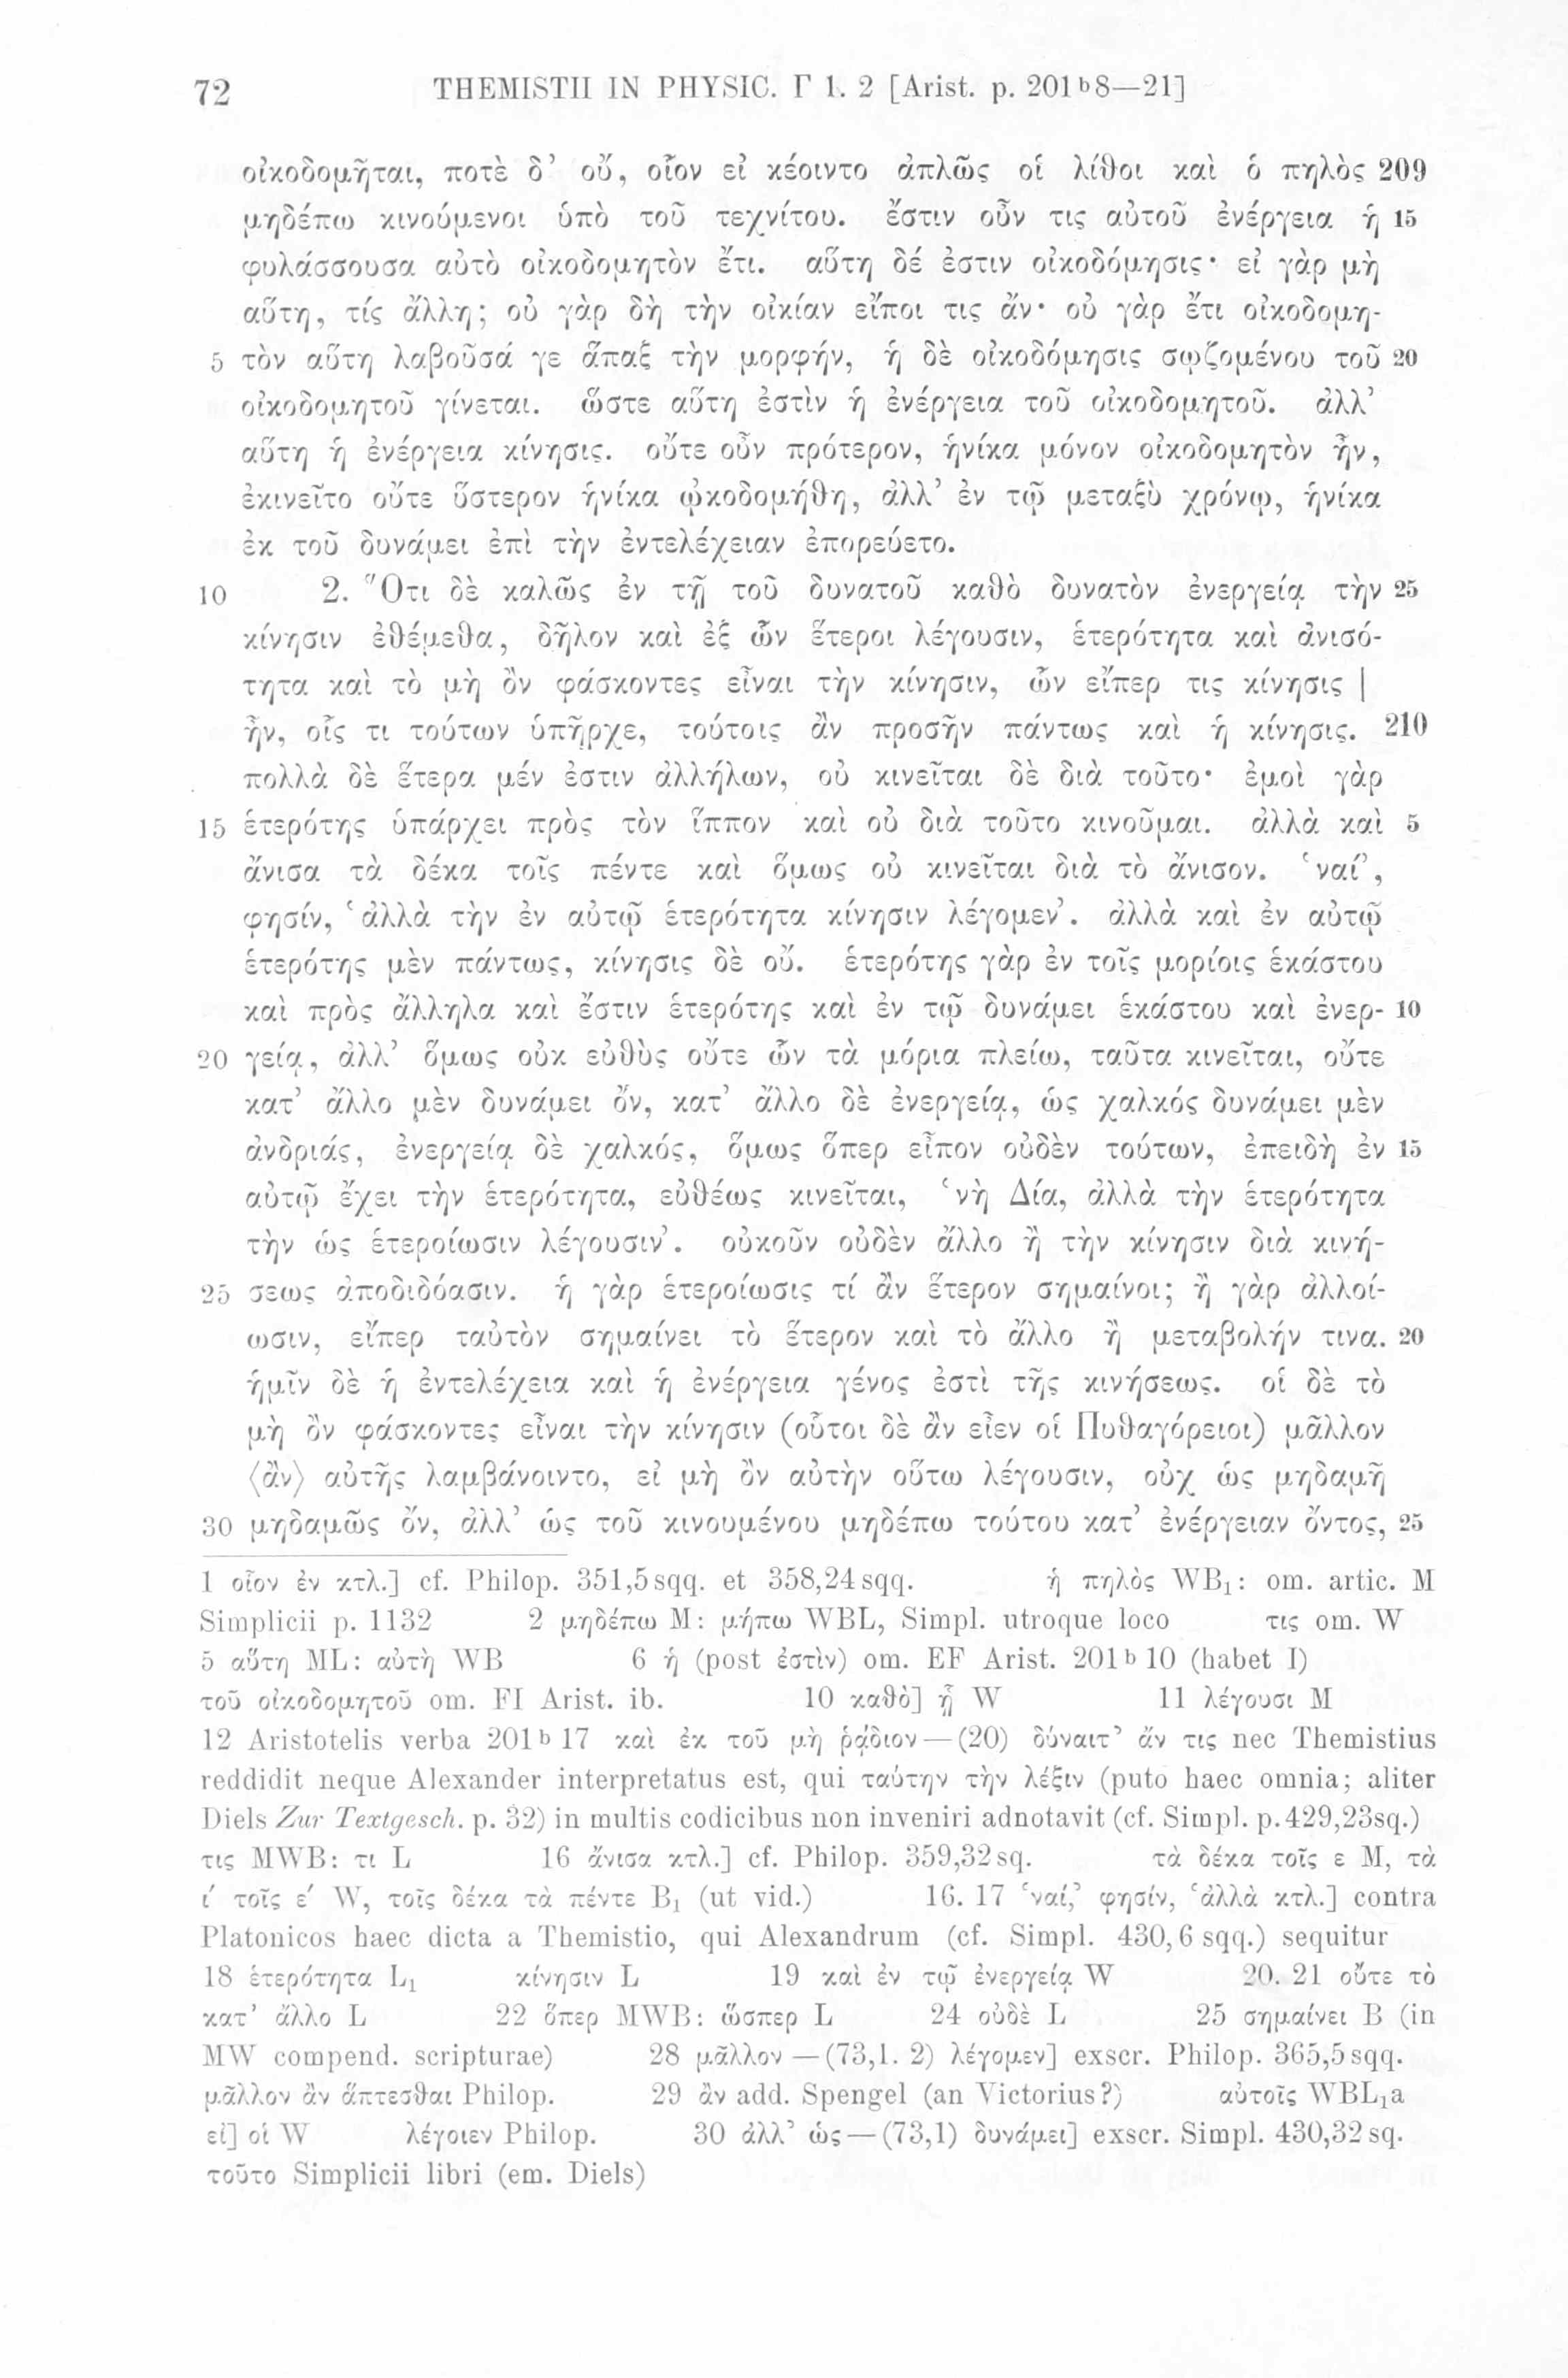 72 THEMISTII IN PHYSIC. Γ 1. 2 [Arist. p. 201ᵇ8—21]
οἰκοδομῆται, ποτὲ δ’ οὔ, οἷον εἰ κέοιντο ἁπλῶς οἱ λίθοι καὶ ὁ πηλὸς 209
μηδέπω κινούμενοι ὑπὸ τοῦ τεχνίτου. ἔστιν οὖν τις αὐτοῦ ἐνέργεια ἡ 15
φυλάσσουσα αὐτὸ οἰκοδομητὸν ἔτι. αὕτη δέ ἐστιν οἰκοδόμησις· εἰ γὰρ μὴ
αὕτη, τίς ἄλλη; οὐ γὰρ δὴ τὴν οἰκίαν εἴποι τις ἄν· οὐ γὰρ ἔτι οἰκοδομη-
5 τὸν αὕτη λαβοῦσά γε ἅπαξ τὴν μορφήν, ἡ δὲ οἰκοδόμησις σῳζομένου τοῦ 20
οἰκοδομητοῦ γίνεται. ὥστε αὕτη ἐστὶν ἡ ἐνέργεια τοῦ οἰκοδομητοῦ. ἀλλ’
αὕτη ἡ ἐνέργεια κίνησις. οὔτε οὖν πρότερον, ἡνίκα μόνον οἰκοδομητὸν ἦν,
ἐκινεῖτο οὔτε ὕστερον ἡνίκα ᾠκοδομήθη, ἀλλ’ ἐν τῷ μεταξὺ χρόνῳ, ἡνίκα
ἐκ τοῦ δυνάμει ἐπὶ τὴν ἐντελέχειαν ἐπορεύετο.
10 2. Ὅτι δὲ καλῶς ἐν τῇ τοῦ δυνατοῦ καθὸ δυνατὸν ἐνεργείᾳ τὴν 25
κίνησιν ἐθέμεθα, δῆλον καὶ ἐξ ὧν ἕτεροι λέγουσιν, ἑτερότητα καὶ ἀνισό-
τητα καὶ τὸ μὴ ὂν φάσκοντες εἶναι τὴν κίνησιν, ὧν εἴπερ τις κίνησις |
ἦν, οἷς τι τούτων ὑπῆρχε, τούτοις ἂν προσῆν πάντως καὶ ἡ κίνησις. 210
πολλὰ δὲ ἕτερα μέν ἐστιν ἀλλήλων, οὐ κινεῖται δὲ διὰ τοῦτο· ἐμοὶ γὰρ
15 ἑτερότης ὑπάρχει πρὸς τὸν ἵππον καὶ οὐ διὰ τοῦτο κινοῦμαι. ἀλλὰ καὶ 5
ἄνισα τὰ δέκα τοῖς πέντε καὶ ὅμως οὐ κινεῖται διὰ τὸ ἄνισον. ‘ναί’,
φησίν, ‘ἀλλὰ τὴν ἐν αὐτῷ ἑτερότητα κίνησιν λέγομεν’. ἀλλὰ καὶ ἐν αὐτῷ
ἑτερότης μὲν πάντως, κίνησις δὲ οὔ. ἑτερότης γὰρ ἐν τοῖς μορίοις ἑκάστου
καὶ πρὸς ἄλληλα καὶ ἔστιν ἑτερότης καὶ ἐν τῷ δυνάμει ἑκάστου καὶ ἐνερ- 10
20 γείᾳ, ἀλλ’ ὅμως οὐκ εὐθὺς οὔτε ὧν τὰ μόρια πλείω, ταῦτα κινεῖται, οὔτε
κατ’ ἄλλο μὲν δυνάμει ὄν, κατ’ ἄλλο δὲ ἐνεργείᾳ, ὡς χαλκός δυνάμει μὲν
ἀνδριάς, ἐνεργείᾳ δὲ χαλκός, ὅμως ὅπερ εἶπον οὐδὲν τούτων, ἐπειδὴ ἐν 15
αὑτῷ ἔχει τὴν ἑτερότητα, εὐθέως κινεῖται, ‘νὴ Δία, ἀλλὰ τὴν ἑτερότητα
τὴν ὡς ἑτεροίωσιν λέγουσιν’. οὐκοῦν οὐδὲν ἄλλο ἢ τὴν κίνησιν διὰ κινή-
25 σεως ἀποδιδόασιν. ἡ γὰρ ἑτεροίωσις τί ἂν ἕτερον σημαίνοι; ἢ γὰρ ἀλλοί-
ωσιν, εἴπερ ταὐτὸν σημαίνει τὸ ἕτερον καὶ τὸ ἄλλο ἢ μεταβολήν τινα. 20
ἡμῖν δὲ ἡ ἐντελέχεια καὶ ἡ ἐνέργεια γένος ἐστὶ τῆς κινήσεως. οἱ δὲ τὸ
μὴ ὂν φάσκοντες εἶναι τὴν κίνησιν (οὗτοι δὲ ἂν εἶεν οἱ Πυθαγόρειοι) μᾶλλον
⟨ἂν⟩ αὐτῆς λαμβάνοιντο, εἰ μὴ ὂν αὐτὴν οὕτω λέγουσιν, οὐχ ὡς μηδαμῇ
30 μηδαμῶς ὄν, ἀλλ’ ὡς τοῦ κινουμένου μηδέπω τούτου κατ’ ἐνέργειαν ὄντος, 25
1 οἷον ἐν κτλ.] cf. Philop. 351,5sqq. et 358,24sqq. ἡ πηλὸς WB₁: om. artic. M
Simplicii p. 1132 2 μηδέπω M: μήπω WBL, Simpl. utroque loco τις om. W
5 αὕτη ML: αὐτὴ WB 6 ἡ (post ἐστὶν) om. EF Arist. 201ᵇ10 (habet I)
τοῦ οἰκοδομητοῦ om. FI Arist. ib. 10 καθὸ] ᾗ W 11 λέγουσι M
12 Aristotelis verba 201ᵇ17 καὶ ἐκ τοῦ μὴ ῥᾴδιον—(20) δύναιτ’ ἄν τις nec Themistius
reddidit neque Alexander interpretatus est, qui ταύτην τὴν λέξιν (puto haec omnia; aliter
Diels Zur Textgesch. p. 32) in multis codicibus non inveniri adnotavit (cf. Simpl. p.429,23sq.)
τις MWB: τι L 16 ἄνισα κτλ.] cf. Philop. 359,32sq. τὰ δέκα τοῖς ε M, τὰ
ι′ τοῖς ε′ W, τοῖς δέκα τὰ πέντε B₁ (ut vid.) 16. 17 ‘ναί,’ φησίν, ‘ἀλλὰ κτλ.] contra
Platonicos haec dicta a Themistio, qui Alexandrum (cf. Simpl. 430,6 sqq.) sequitur
18 ἑτερότητα L₁ κίνησιν L 19 καὶ ἐν τῷ ἐνεργείᾳ W 20. 21 οὔτε τὸ
κατ’ ἄλλο L 22 ὅπερ MWB: ὥσπερ L 24 οὐδὲ L 25 σημαίνει B (in
MW compend. scripturae) 28 μᾶλλον—(73,1. 2) λέγομεν] exscr. Philop. 365,5sqq.
μᾶλλον ἂν ἅπτεσθαι Philop. 29 ἂν add. Spengel (an Victorius?) αὐτοῖς WBL₁a
εἰ] οἱ W λέγοιεν Philop. 30 ἀλλ’ ὡς—(73,1) δυνάμει] exscr. Simpl. 430,32sq.
τοῦτο Simplicii libri (em. Diels)